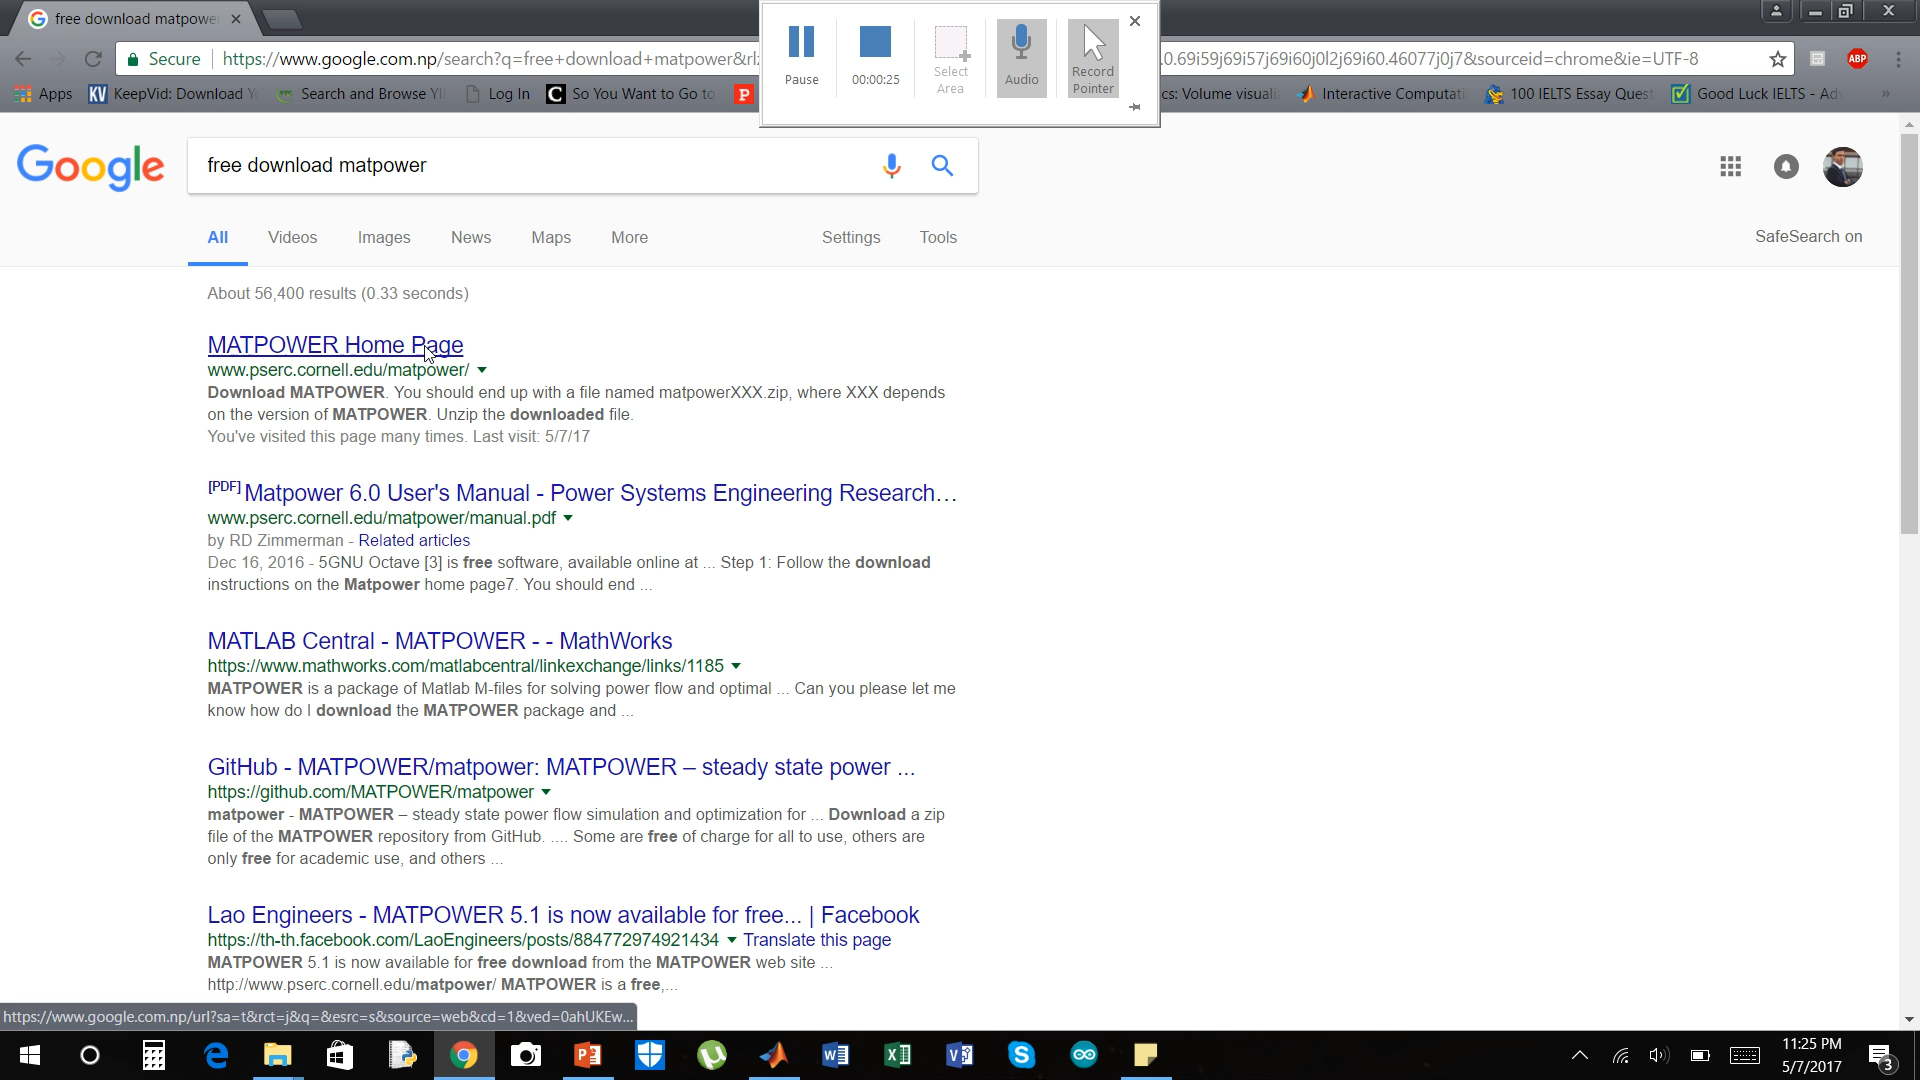 free download matpowe
Secure
https://www.google.com.np/search?q=free+download+matpower&rl
.0.69i59j69i57j69i60j0l2j69i60.46077j0j7&sourceid=chrome&ie=UTF-8
Pause
00:00:25
Select Area
Audio
Record Pointer
ABP
Apps
KeepVid: Download
Search and Browse
Log In
So You Want to Go to
cs: Volume visuali
Interactive Computati
100 IELTS Essay Quest
Good Luck IELTS - Ad
Google
free download matpower
All
Videos
Images
News
Maps
More
Settings
Tools
SafeSearch on
About 56,400 results (0.33 seconds)
MATPOWER Home Page
www.pserc.cornell.edu/matpower/
Download MATPOWER. You should end up with a file named matpowerXXX.zip, where XXX depends
on the version of MATPOWER. Unzip the downloaded file.
You've visited this page many times. Last visit: 5/7/17
[PDF] Matpower 6.0 User's Manual - Power Systems Engineering Research...
www.pserc.cornell.edu/matpower/manual.pdf
by RD Zimmerman - Related articles
Dec 16, 2016 - 5GNU Octave [3] is free software, available online at ... Step 1: Follow the download
instructions on the Matpower home page7. You should end ...
MATLAB Central - MATPOWER - - MathWorks
https://www.mathworks.com/matlabcentral/linkexchange/links/1185
MATPOWER is a package of Matlab M-files for solving power flow and optimal ... Can you please let me
know how do I download the MATPOWER package and ...
GitHub - MATPOWER/matpower: MATPOWER – steady state power ...
https://github.com/MATPOWER/matpower
matpower - MATPOWER – steady state power flow simulation and optimization for ... Download a zip
file of the MATPOWER repository from GitHub. .... Some are free of charge for all to use, others are
only free for academic use, and others ...
Lao Engineers - MATPOWER 5.1 is now available for free... | Facebook
https://th-th.facebook.com/LaoEngineers/posts/884772974921434 Translate this page
MATPOWER 5.1 is now available for free download from the MATPOWER web site ...
http://www.pserc.cornell.edu/matpower/ MATPOWER is a free,...
https://www.google.com.np/url?sa=t&rct=j&q=&esrc=s&source=web&cd=1&ved=0ahUKEw...
11:25 PM
5/7/2017
3